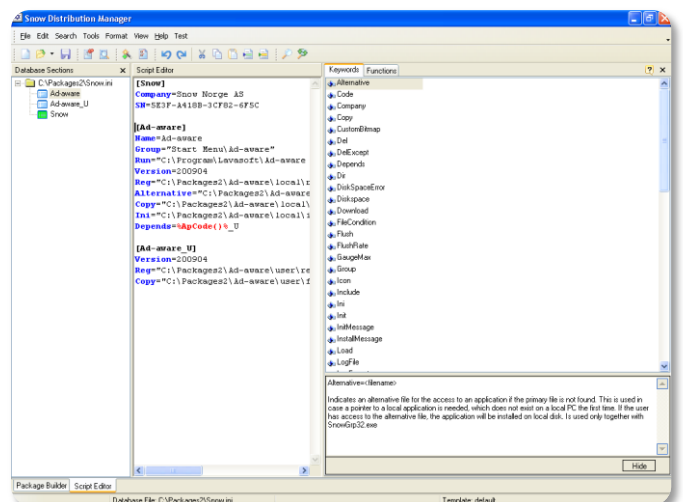 Snow Distribution Manager
File Edit Search Tools Format View Help Test
Database Sections
C:\Packages2\Snow.ini
Ad-aware
Ad-aware_U
Snow
Script Editor
[Snow]
Company=Snow Norge AS
SN=5E3F-A418B-3CF82-6F5C
[Ad-aware]
Name=Ad-aware
Group="Start Menu\Ad-aware"
Run="C:\Program\Lavasoft\Ad-aware
Version=200904
Reg="C:\Packages2\Ad-aware\local\r
Alternative="C:\Packages2\Ad-aware
Copy="C:\Packages2\Ad-aware\local\
Ini="C:\Packages2\Ad-aware\local\i
Depends=%ApCode()%_U
[Ad-aware_U]
Version=200904
Reg="C:\Packages2\Ad-aware\user\re
Copy="C:\Packages2\Ad-aware\user\f
Keywords Functions
Alternative
Code
Company
Copy
CustomBitmap
Del
DelExcept
Depends
Dir
DiskSpaceError
Diskspace
Download
FileCondition
Flush
FlushRate
GaugeMax
Group
Icon
Include
Ini
Init
InitMessage
InstallMessage
Load
LogFile
Alternative=<filename>
Indicates an alternative file for the access to an application if the primary file is not found. This is used in
case a pointer to a local application is needed, which does not exist on a local PC the first time. If the user
has access to the alternative file, the application will be installed on local disk. Is used only together with
SnowGrp32.exe
Hide
Package Builder Script Editor
Database File: C:\Packages2\Snow.ini Template: default